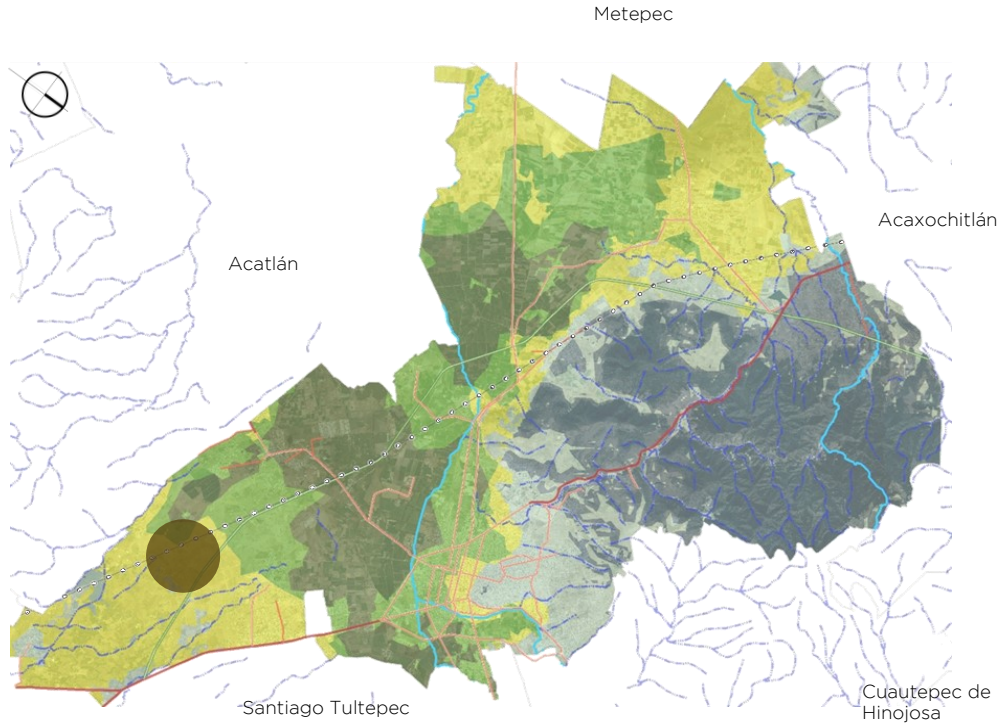 Metepec
Acaxochitlán
Acatlán
Santiago Tultepec
Cuautepec de
Hinojosa